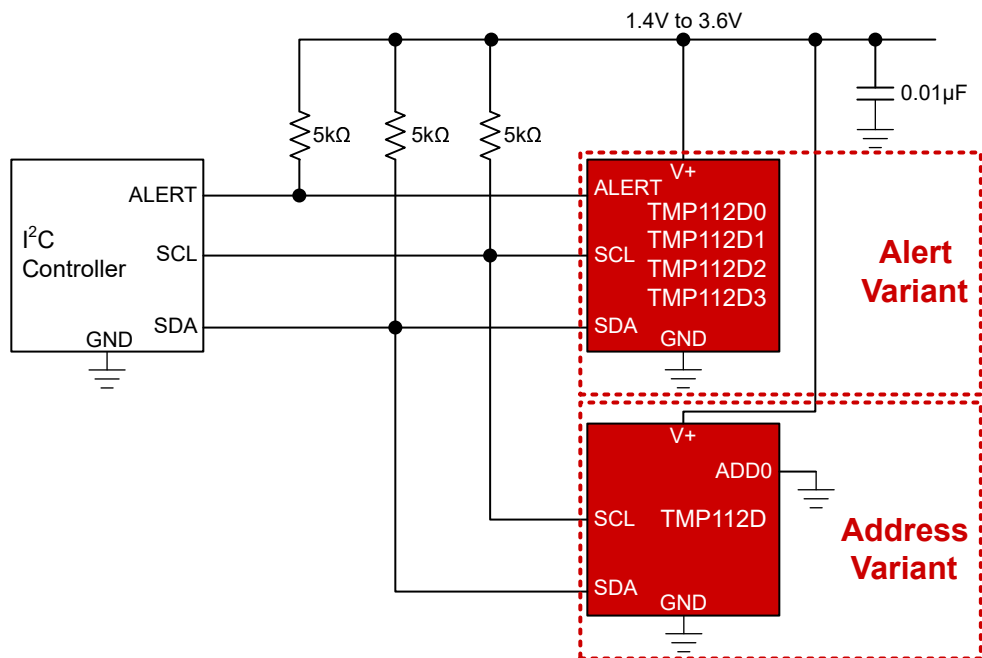 1.4V to 3.6V
0.01µF
5kΩ
5kΩ
5kΩ
I²C
Controller
ALERT
SCL
SDA
GND
V+
ALERT
SCL
SDA
GND
TMP112D0
TMP112D1
TMP112D2
TMP112D3
Alert
Variant
V+
ADD0
SCL
TMP112D
SDA
GND
Address
Variant